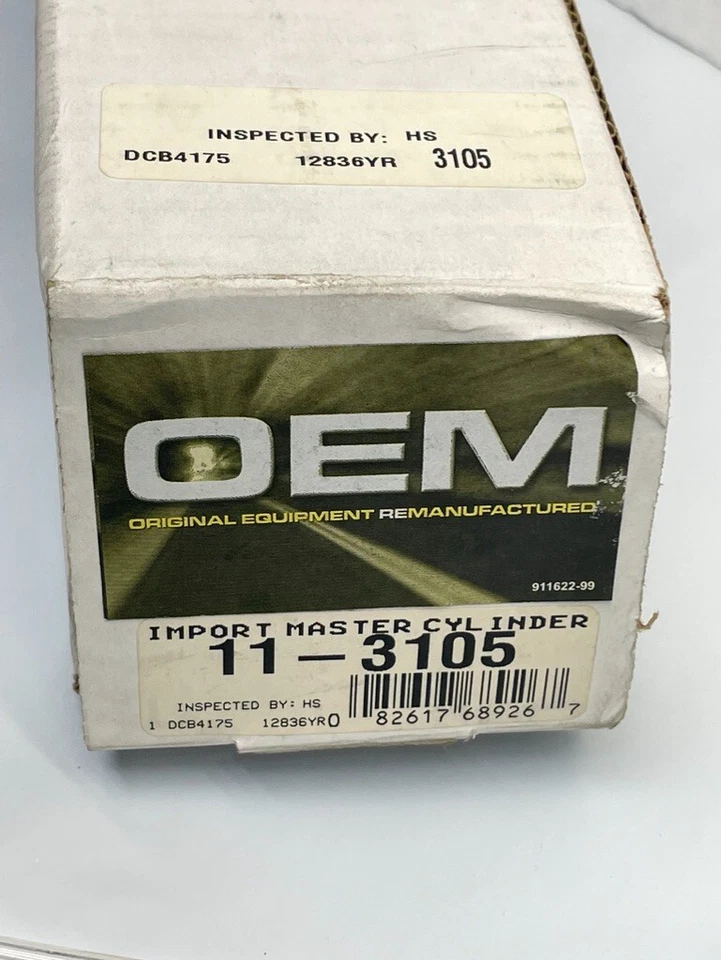 INSPECTED BY: HS
DCB4175 12836YR 3105
OEM
ORIGINAL EQUIPMENT REMANUFACTURED
911622-99
IMPORT MASTER CYLINDER
11-3105
INSPECTED BY: HS
1 DCB4175 12836YR
0 82617 68926 7